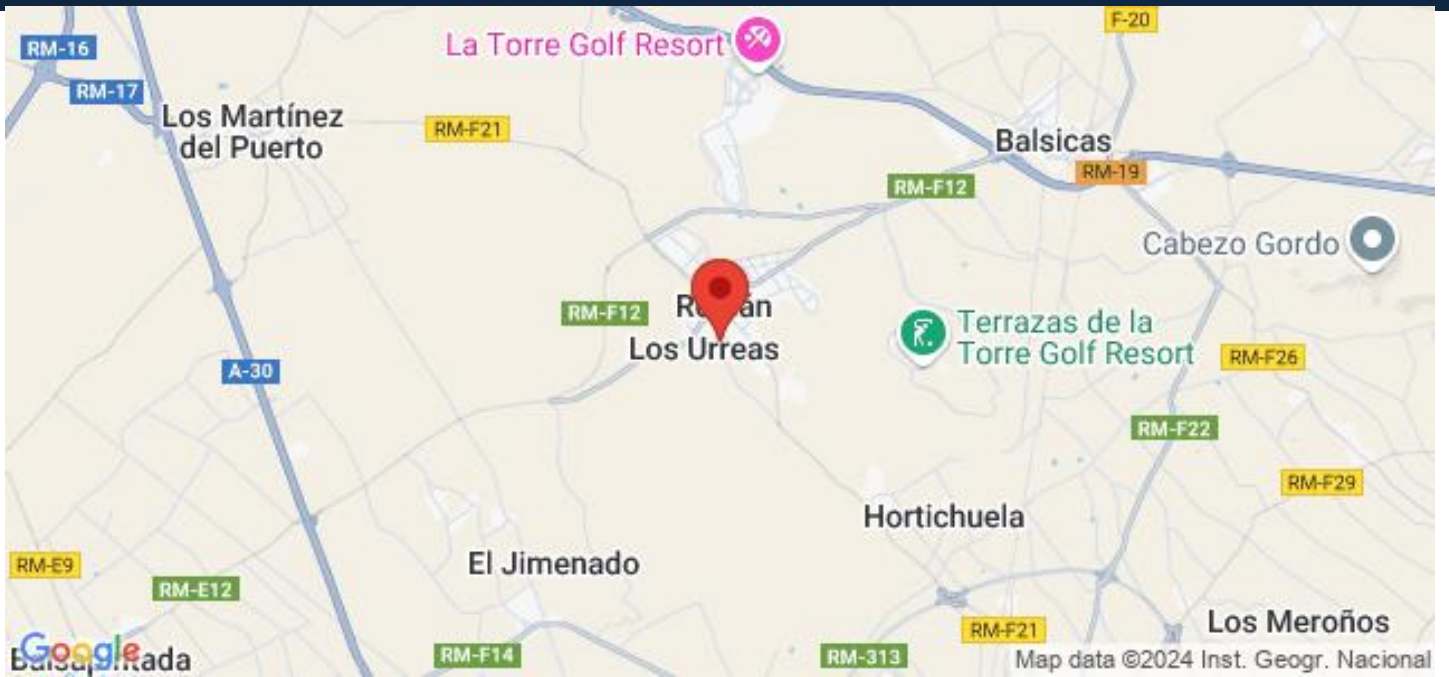 F-20
RM-16
La Torre Golf Resort
RM-17
Los Martínez
del Puerto
RM-F21
Balsicas
RM-19
RM-F12
Cabezo Gordo
RM-F12
Los Urreas
Terrazas de la
Torre Golf Resort
RM-F26
A-30
RM-F22
RM-F29
Hortichuela
El Jimenado
RM-E9
RM-E12
RM-F21
Los Meroños
Google
RM-F14
RM-313
Map data ©2024 Inst. Geogr. Nacional